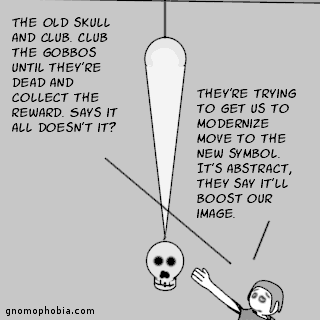 THE OLD SKULL
AND CLUB. CLUB
THE GOBBOS
UNTIL THEY'RE
DEAD AND
COLLECT THE
REWARD. SAYS IT
ALL DOESN'T IT?
THEY'RE TRYING
TO GET US TO
MODERNIZE
MOVE TO THE
NEW SYMBOL.
IT'S ABSTRACT,
THEY SAY IT'LL
BOOST OUR
IMAGE.
gnomophobia.com